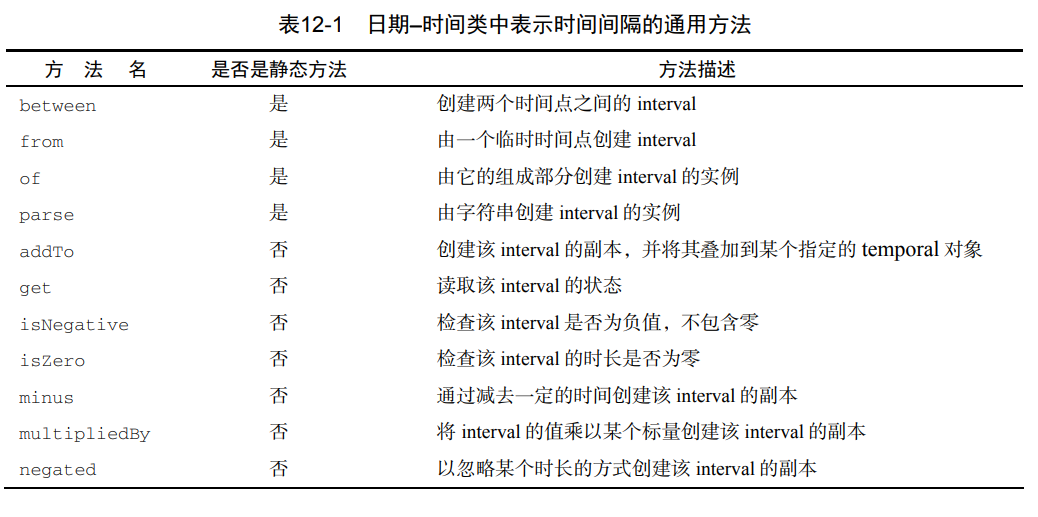 表12-1 日期–时间类中表示时间间隔的通用方法
方 法 名 是否是静态方法 方法描述
between 是 创建两个时间点之间的 interval
from 是 由一个临时时间点创建 interval
of 是 由它的组成部分创建 interval 的实例
parse 是 由字符串创建 interval 的实例
addTo 否 创建该 interval 的副本，并将其叠加到某个指定的 temporal 对象
get 否 读取该 interval 的状态
isNegative 否 检查该 interval 是否为负值，不包含零
isZero 否 检查该 interval 的时长是否为零
minus 否 通过减去一定的时间创建该 interval 的副本
multipliedBy 否 将 interval 的值乘以某个标量创建该 interval 的副本
negated 否 以忽略某个时长的方式创建该 interval 的副本